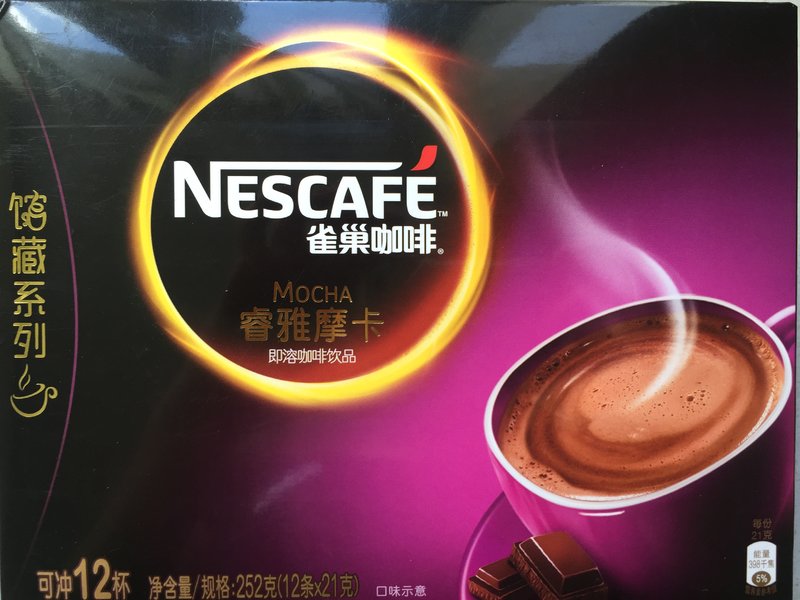 馆藏系列
NESCAFÉ™
雀巢咖啡®
MOCHA
睿雅摩卡
即溶咖啡饮品
可冲12杯
净含量/规格:252克(12条x21克)
口味示意
每份
21克
能量
398千焦
5%